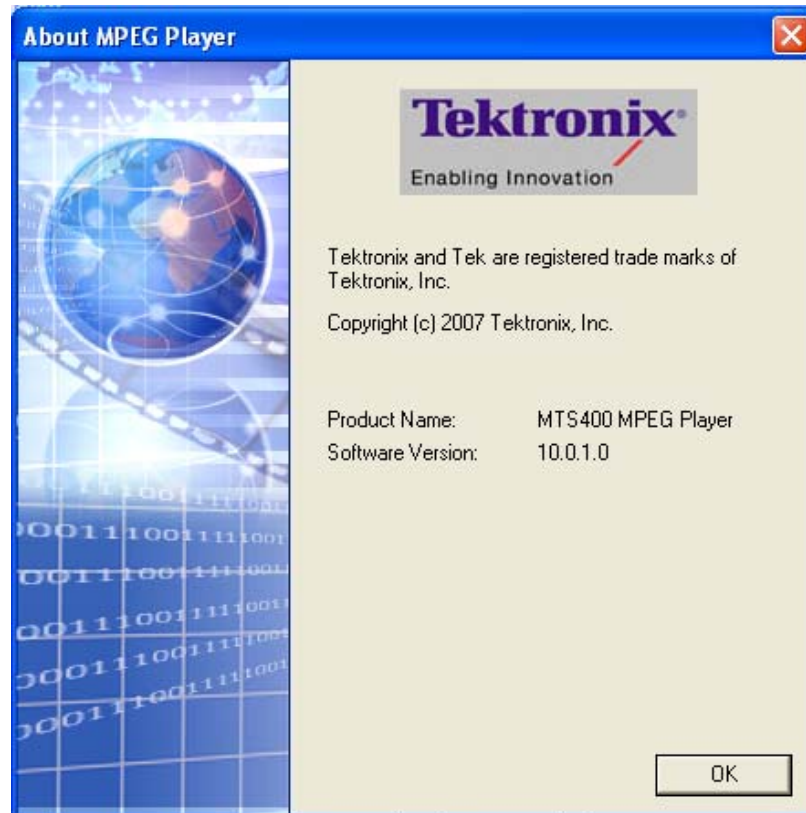 About MPEG Player
Tektronix®
Enabling Innovation
Tektronix and Tek are registered trade marks of
Tektronix, Inc.
Copyright (c) 2007 Tektronix, Inc.
Product Name: MTS400 MPEG Player
Software Version: 10.0.1.0
OK